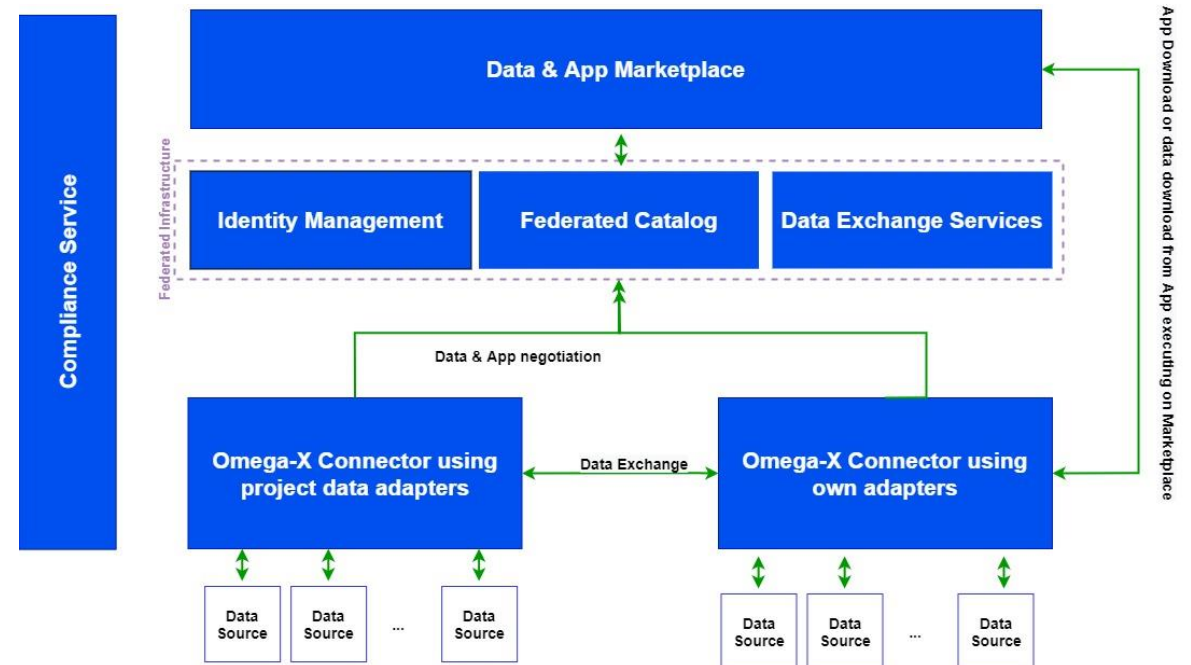 Compliance Service
Data & App Marketplace
App Download or data download from App executing on Marketplace
Federated Infrastructure
Identity Management
Federated Catalog
Data Exchange Services
Data & App negotiation
Omega-X Connector using
project data adapters
Data Exchange
Omega-X Connector using
own adapters
Data
Source
Data
Source
...
Data
Source
Data
Source
Data
Source
...
Data
Source